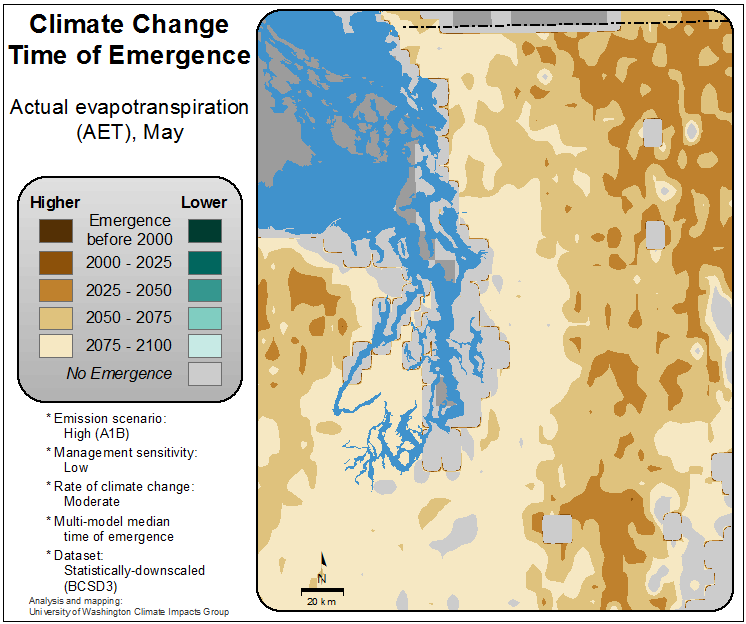 Climate Change
Time of Emergence
Actual evapotranspiration
(AET), May
Higher Lower
Emergence
before 2000
2000 - 2025
2025 - 2050
2050 - 2075
2075 - 2100
No Emergence
* Emission scenario:
High (A1B)
* Management sensitivity:
Low
* Rate of climate change:
Moderate
* Multi-model median
time of emergence
* Dataset:
Statistically-downscaled
(BCSD3)
Analysis and mapping:
University of Washington Climate Impacts Group
N
20 km